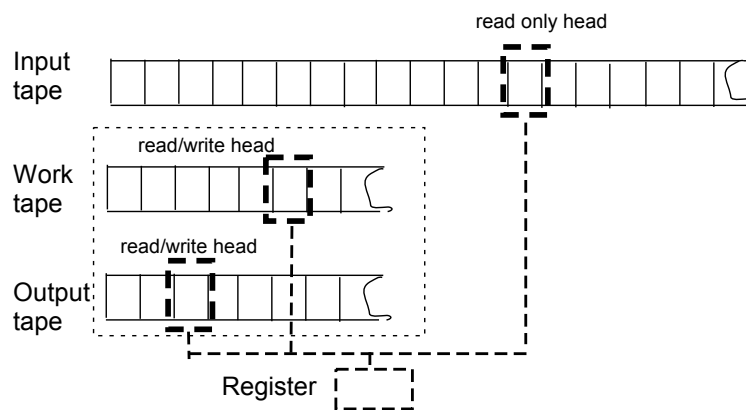 read only head
Input
tape
read/write head
Work
tape
read/write head
Output
tape
Register